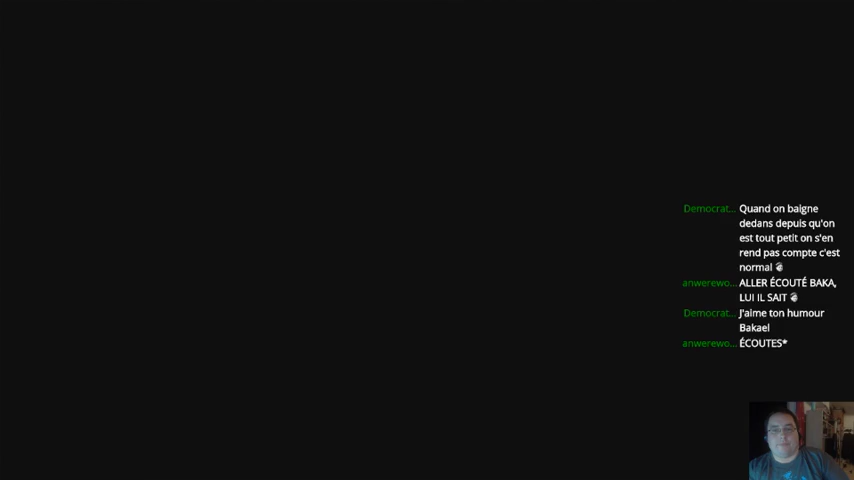 Democrat... Quand on baigne
dedans depuis qu'on
est tout petit on s'en
rend pas compte c'est
normal
anwerewo... ALLER ÉCOUTÉ BAKA,
LUI IL SAIT
Democrat... J'aime ton humour
Bakael
anwerewo... ÉCOUTES*